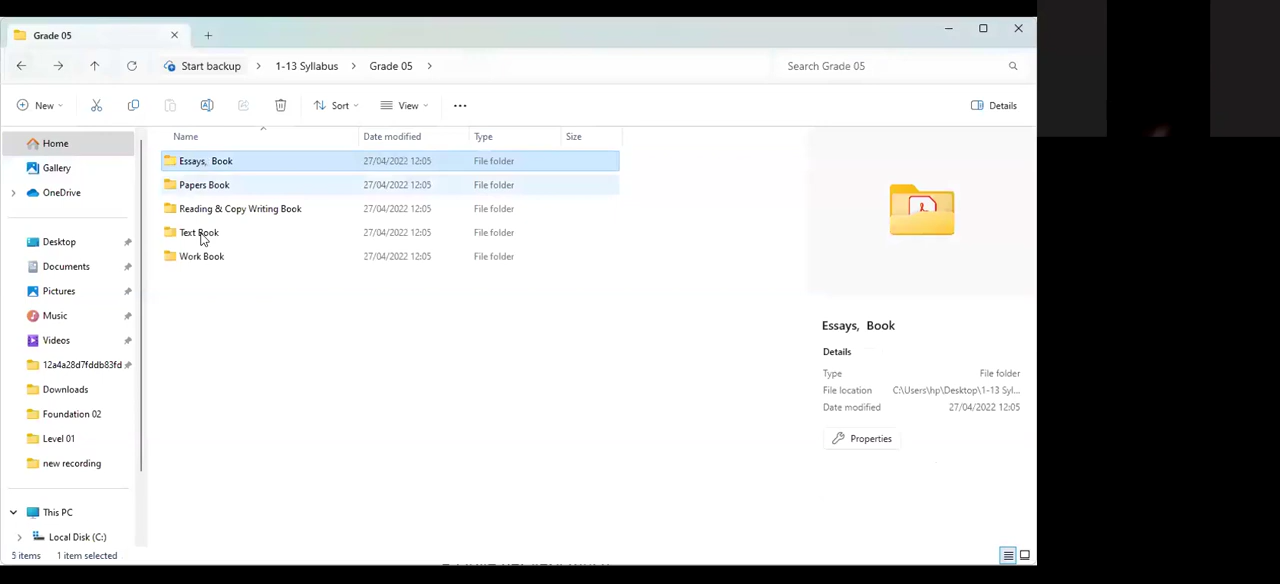 Grade 05
Start backup > 1-13 Syllabus > Grade 05 >
Search Grade 05
New
Sort
View
Details
Home
Gallery
OneDrive
Desktop
Documents
Pictures
Music
Videos
12a4a28d7fddb83fd
Downloads
Foundation 02
Level 01
new recording
This PC
Local Disk (C:)
Name Date modified Type Size
Essays, Book 27/04/2022 12:05 File folder
Papers Book 27/04/2022 12:05 File folder
Reading & Copy Writing Book 27/04/2022 12:05 File folder
Text Book 27/04/2022 12:05 File folder
Work Book 27/04/2022 12:05 File folder
Essays, Book
Details
Type File folder
File location C:\Users\hp\Desktop\1-13 Syl...
Date modified 27/04/2022 12:05
Properties
5 items 1 item selected